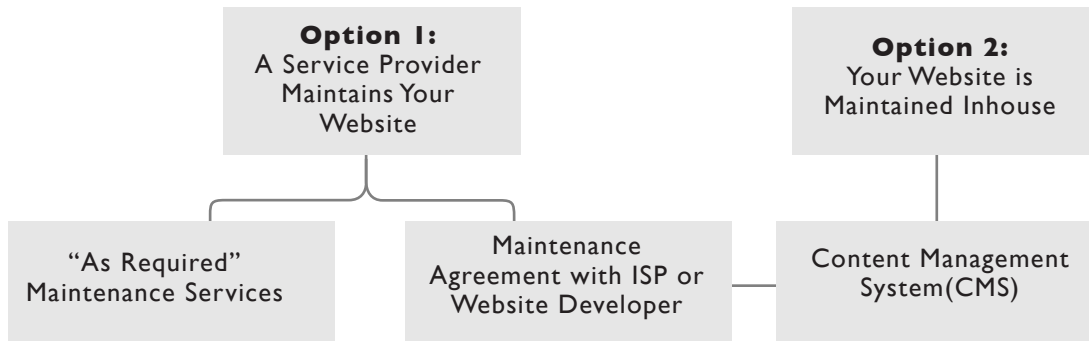 Option 1:
A Service Provider
Maintains Your
Website
Option 2:
Your Website is
Maintained Inhouse
“As Required”
Maintenance Services
Maintenance
Agreement with ISP or
Website Developer
Content Management
System(CMS)